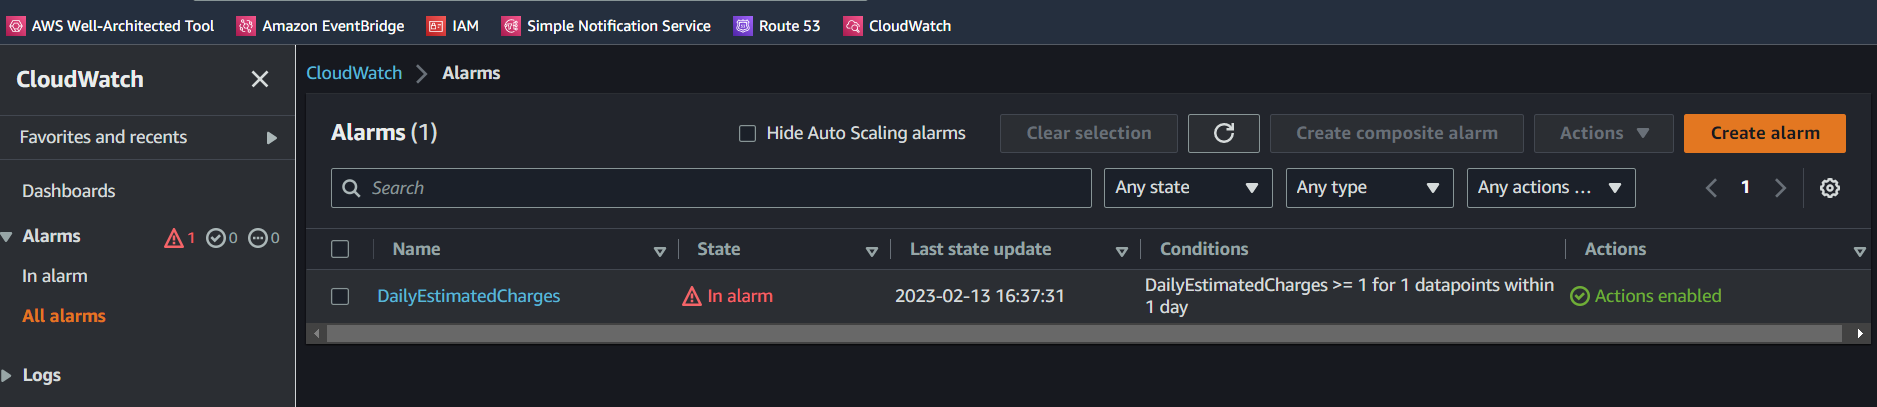 AWS Well-Architected Tool Amazon EventBridge IAM Simple Notification Service Route 53 CloudWatch
CloudWatch
Favorites and recents
Dashboards
Alarms 1 0 0
In alarm
All alarms
Logs
CloudWatch Alarms
Alarms (1) Hide Auto Scaling alarms Clear selection Create composite alarm Actions Create alarm
Search Any state Any type Any actions ... 1
Name State Last state update Conditions Actions
DailyEstimatedCharges In alarm 2023-02-13 16:37:31 DailyEstimatedCharges >= 1 for 1 datapoints within
1 day
Actions enabled